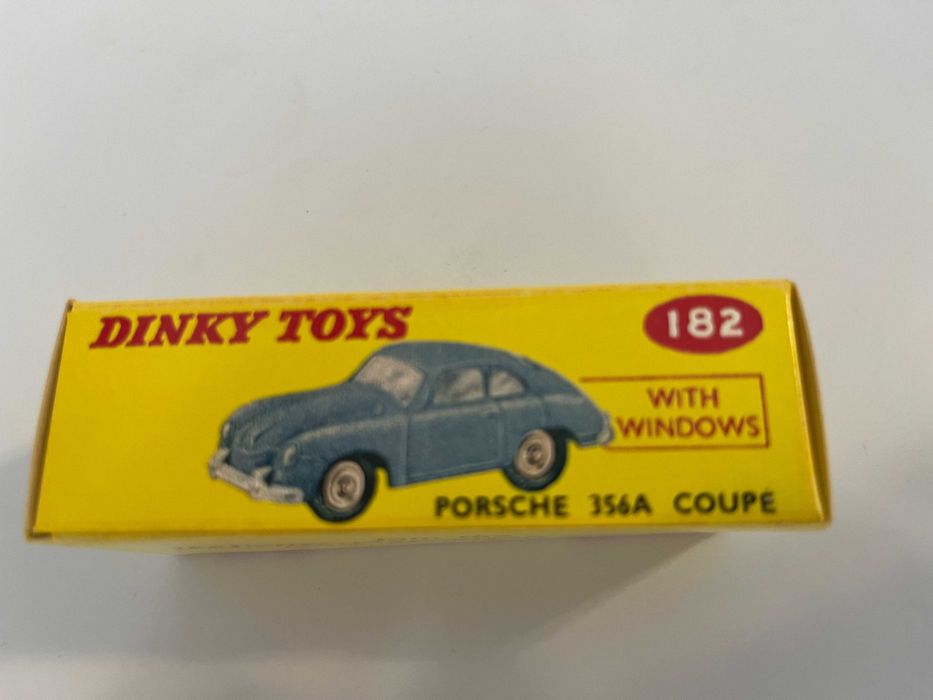 DINKY TOYS
182
WITH
WINDOWS
PORSCHE 356A COUPÉ